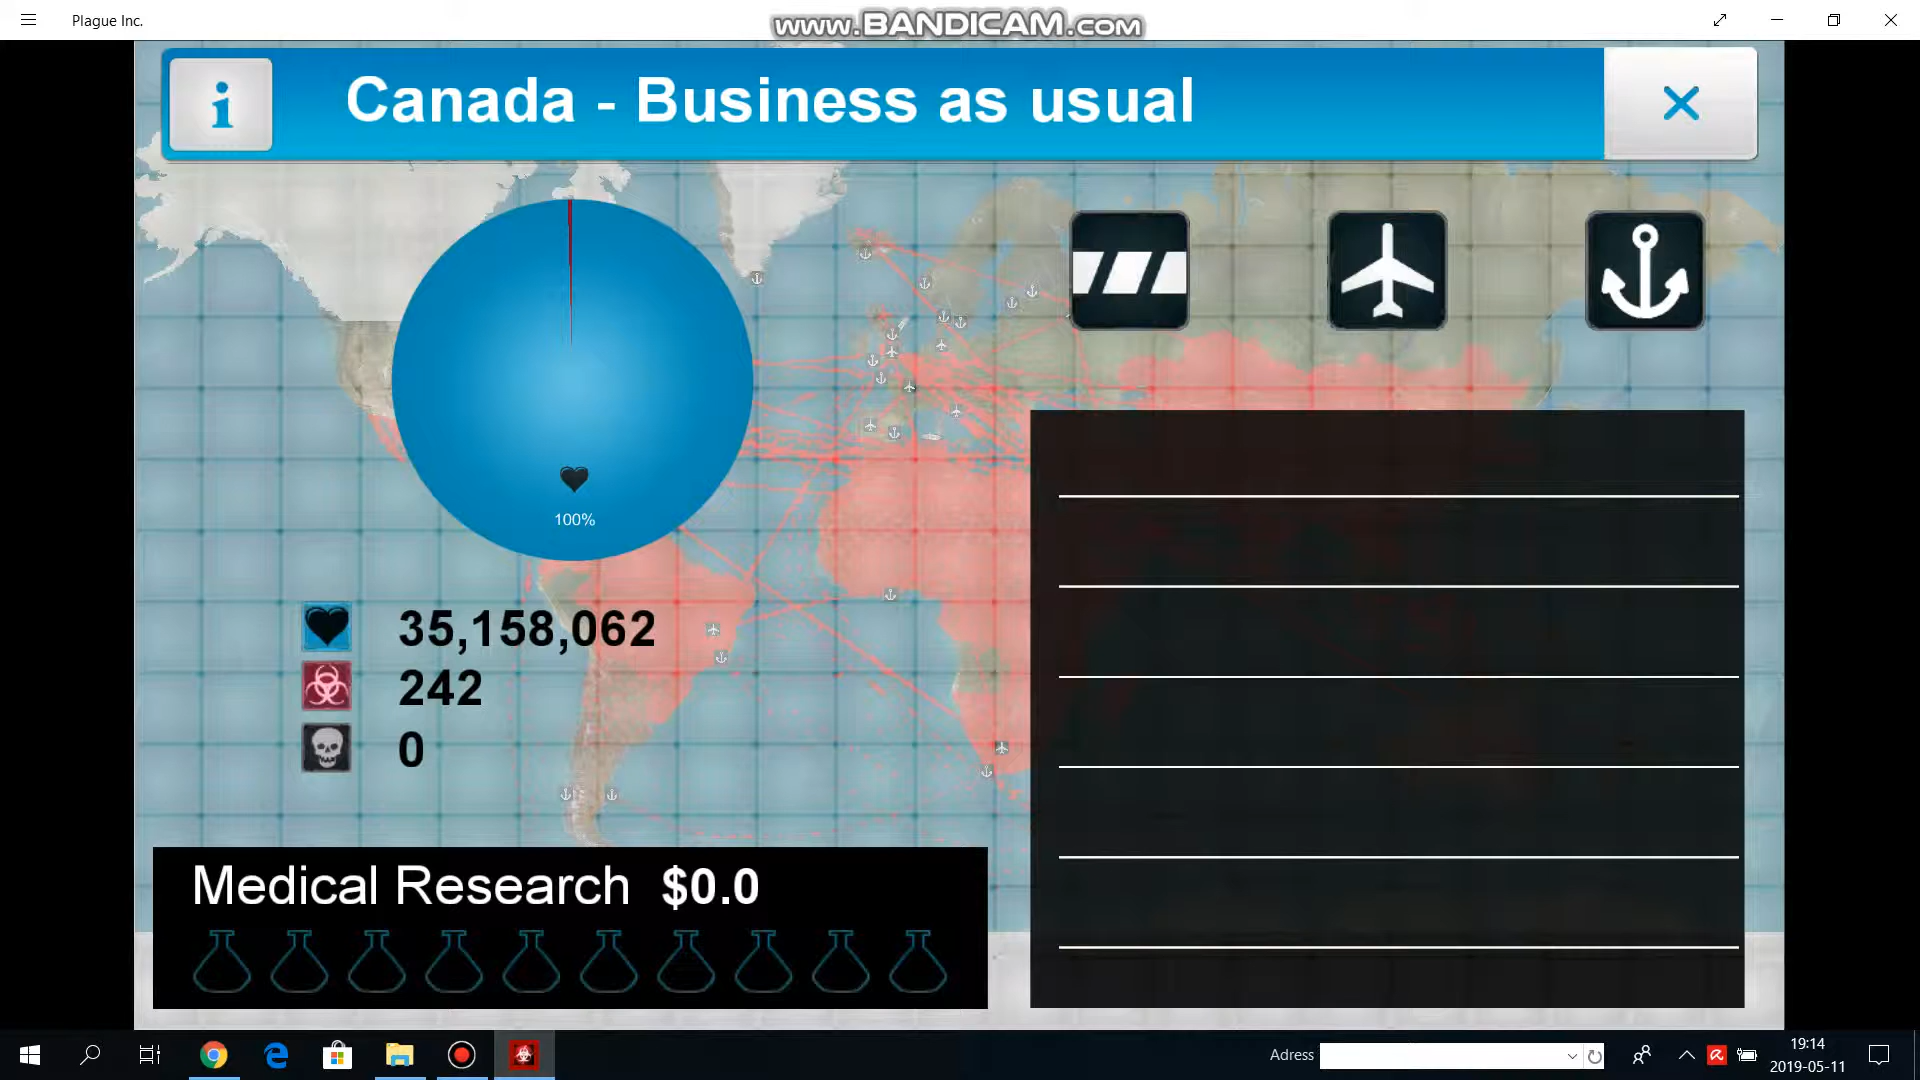 Plague Inc.
www.BANDICAM.com
i
Canada - Business as usual
100%
35,158,062
242
0
Medical Research $0.0
Adress
19:14
2019-05-11